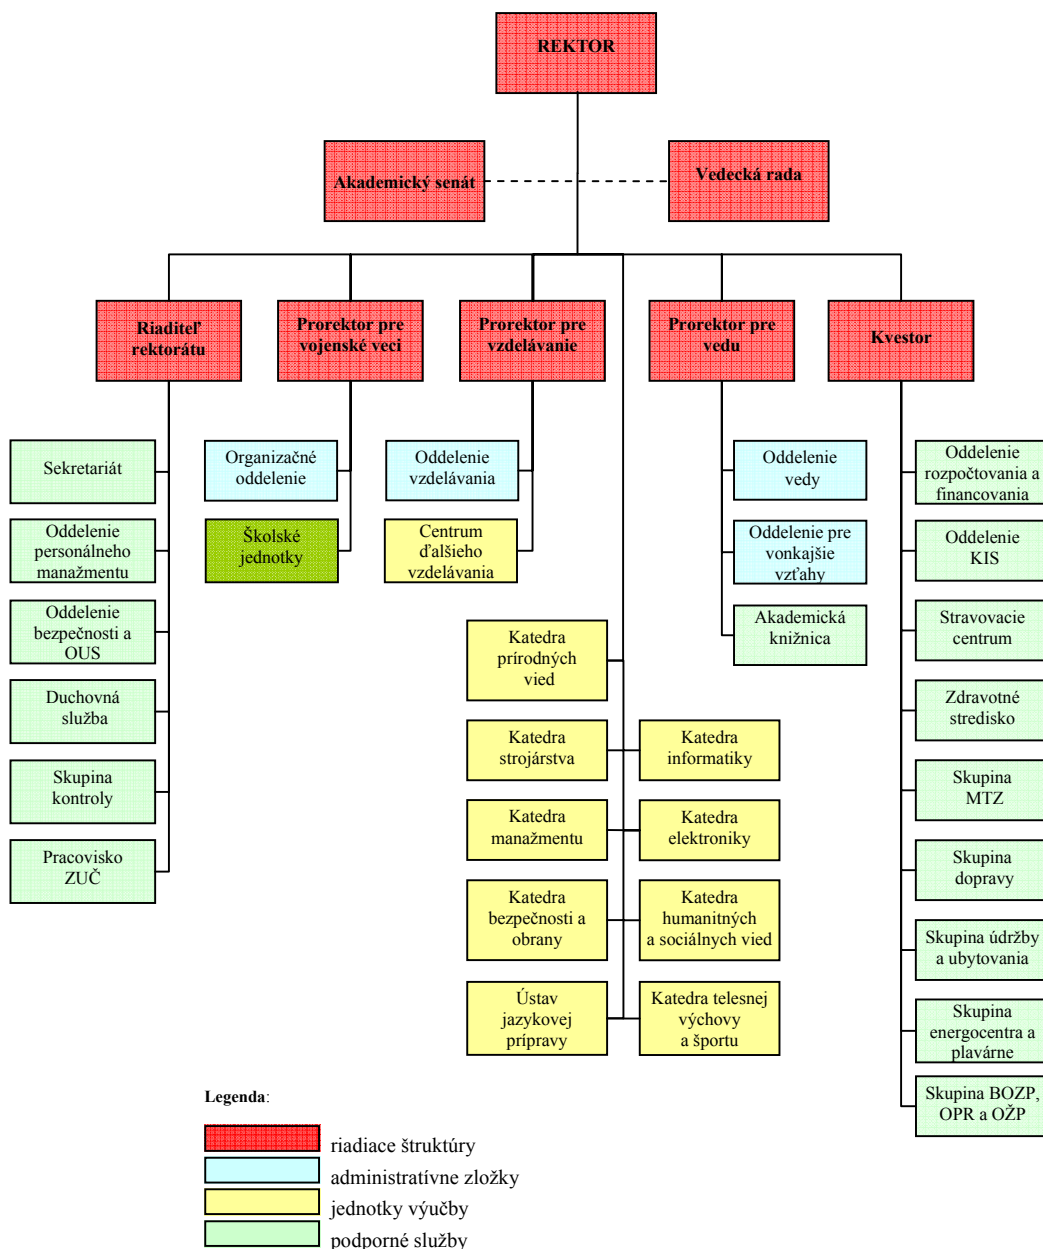 REKTOR
Akademický senát
Vedecká rada
Riaditeľ
rektorátu
Prorektor pre
vojenské veci
Prorektor pre
vzdelávanie
Prorektor pre
vedu
Kvestor
Sekretariát
Oddelenie
personálneho
manažmentu
Oddelenie
bezpečnosti a
OUS
Duchovná
služba
Skupina
kontroly
Pracovisko
ZUČ
Organizačné
oddelenie
Školské
jednotky
Oddelenie
vzdelávania
Centrum
ďalšieho
vzdelávania
Katedra
prírodných
vied
Katedra
strojárstva
Katedra
informatiky
Katedra
manažmentu
Katedra
elektroniky
Katedra
bezpečnosti a
obrany
Katedra
humanitných
a sociálnych vied
Ústav
jazykovej
prípravy
Katedra telesnej
výchovy
a športu
Oddelenie
vedy
Oddelenie pre
vonkajšie
vzťahy
Akademická
knižnica
Oddelenie
rozpočtovania a
financovania
Oddelenie
KIS
Stravovacie
centrum
Zdravotné
stredisko
Skupina
MTZ
Skupina
dopravy
Skupina údržby
a ubytovania
Skupina
energocentra a
plavárne
Skupina BOZP,
OPR a OŽP
Legenda:
riadiace štruktúry
administratívne zložky
jednotky výučby
podporné služby